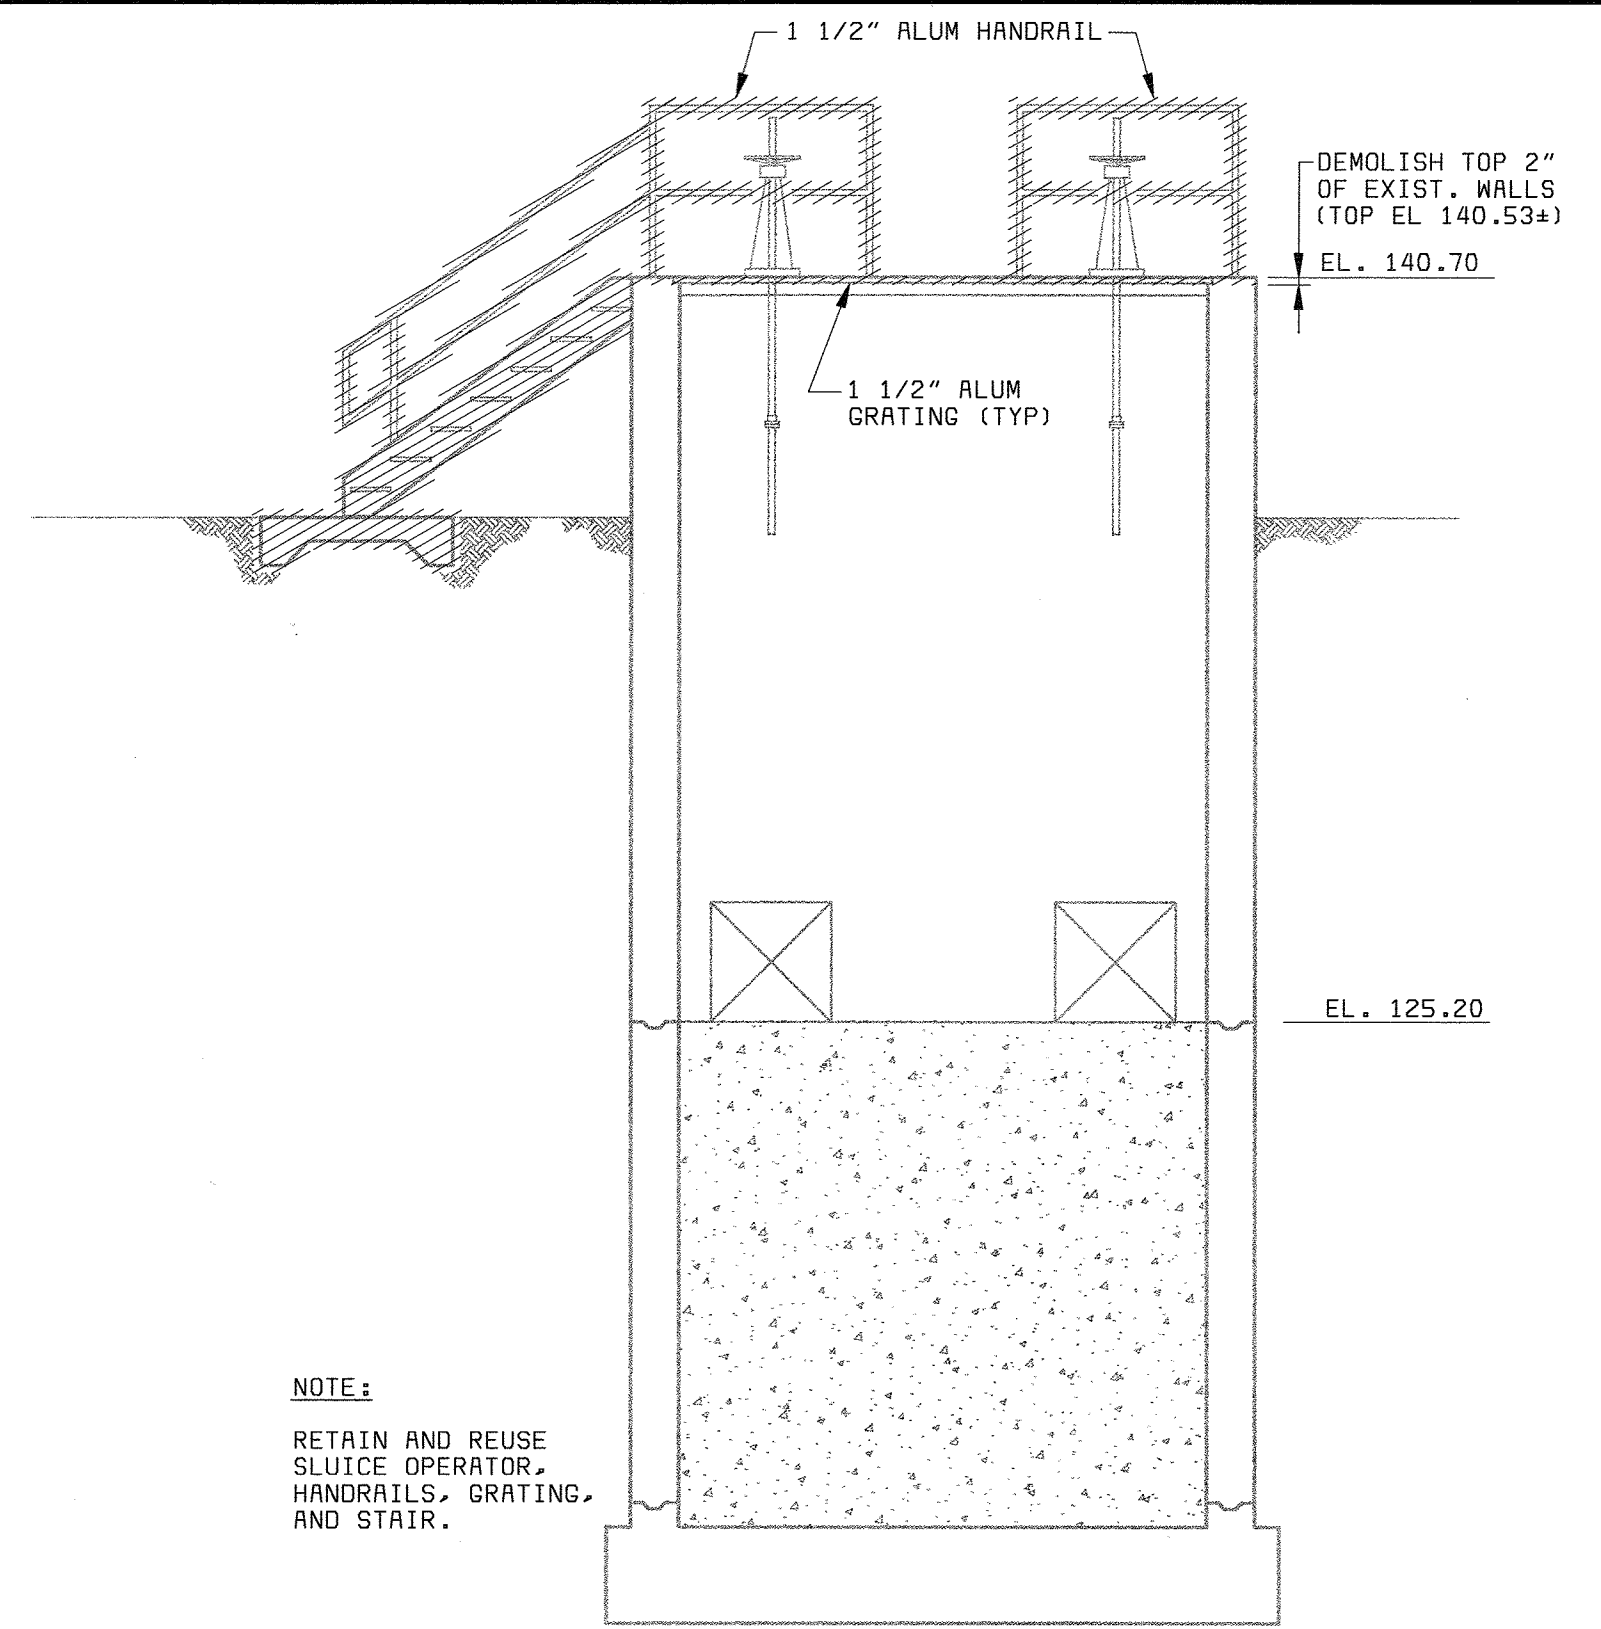 1 1/2" ALUM HANDRAIL
DEMOLISH TOP 2"
OF EXIST. WALLS
(TOP EL 140.53±)
EL. 140.70
1 1/2" ALUM
GRATING (TYP)
EL. 125.20
NOTE:
RETAIN AND REUSE
SLUICE OPERATOR,
HANDRAILS, GRATING,
AND STAIR.